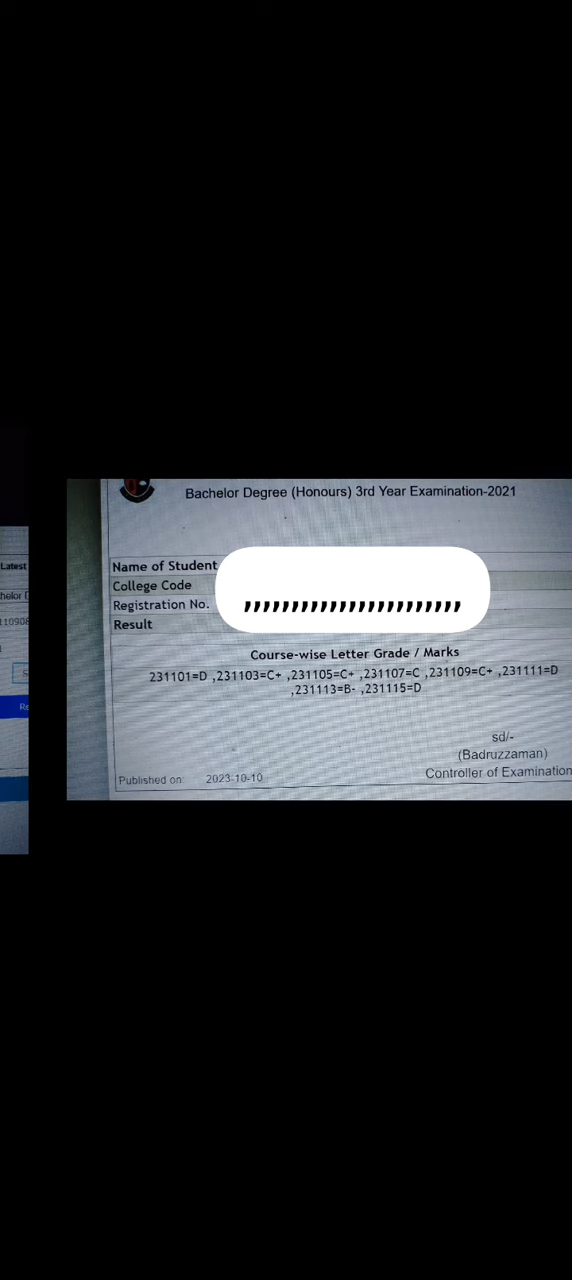 Bachelor Degree (Honours) 3rd Year Examination-2021
Latest
Name of Student
College Code
Registration No. ,,,,,,,,,,,,,,,,,,,,,,,
Result
Course-wise Letter Grade / Marks
231101=D ,231103=C+ ,231105=C+ ,231107=C ,231109=C+ ,231111=D
,231113=B- ,231115=D
sd/-
(Badruzzaman)
Published on: 2023-10-10
Controller of Examination